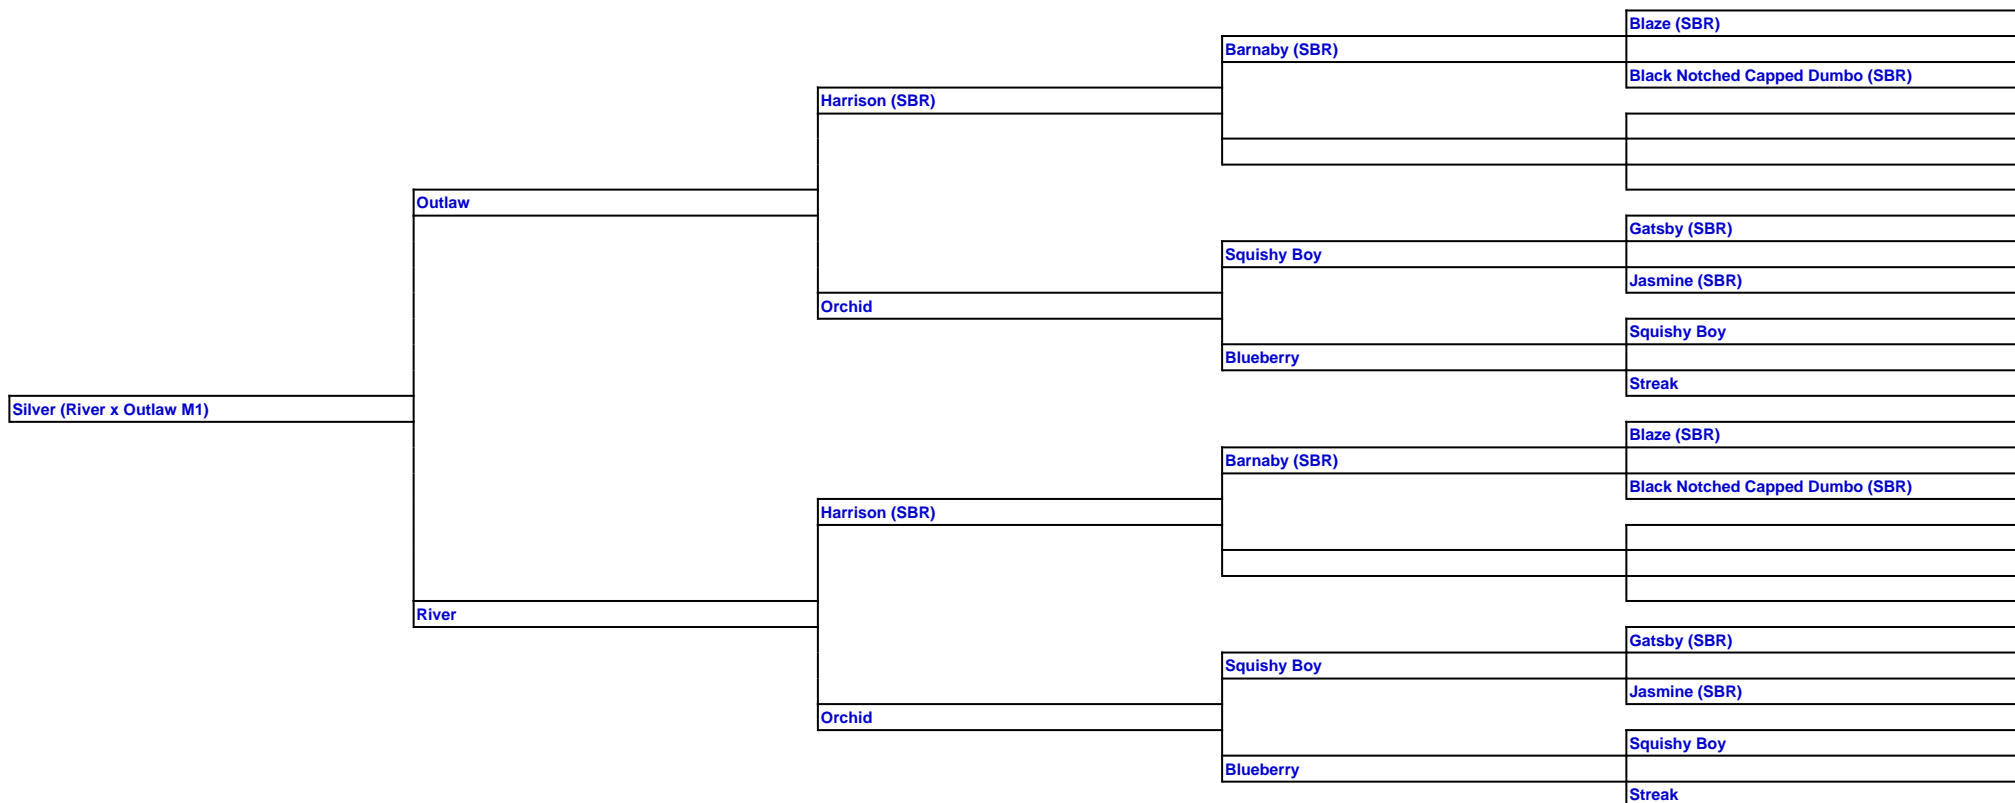 Blaze (SBR)
Barnaby (SBR)
Black Notched Capped Dumbo (SBR)
Harrison (SBR)
Outlaw
Gatsby (SBR)
Squishy Boy
Jasmine (SBR)
Orchid
Squishy Boy
Blueberry
Streak
Silver (River x Outlaw M1)
Blaze (SBR)
Barnaby (SBR)
Black Notched Capped Dumbo (SBR)
Harrison (SBR)
River
Gatsby (SBR)
Squishy Boy
Jasmine (SBR)
Orchid
Squishy Boy
Blueberry
Streak